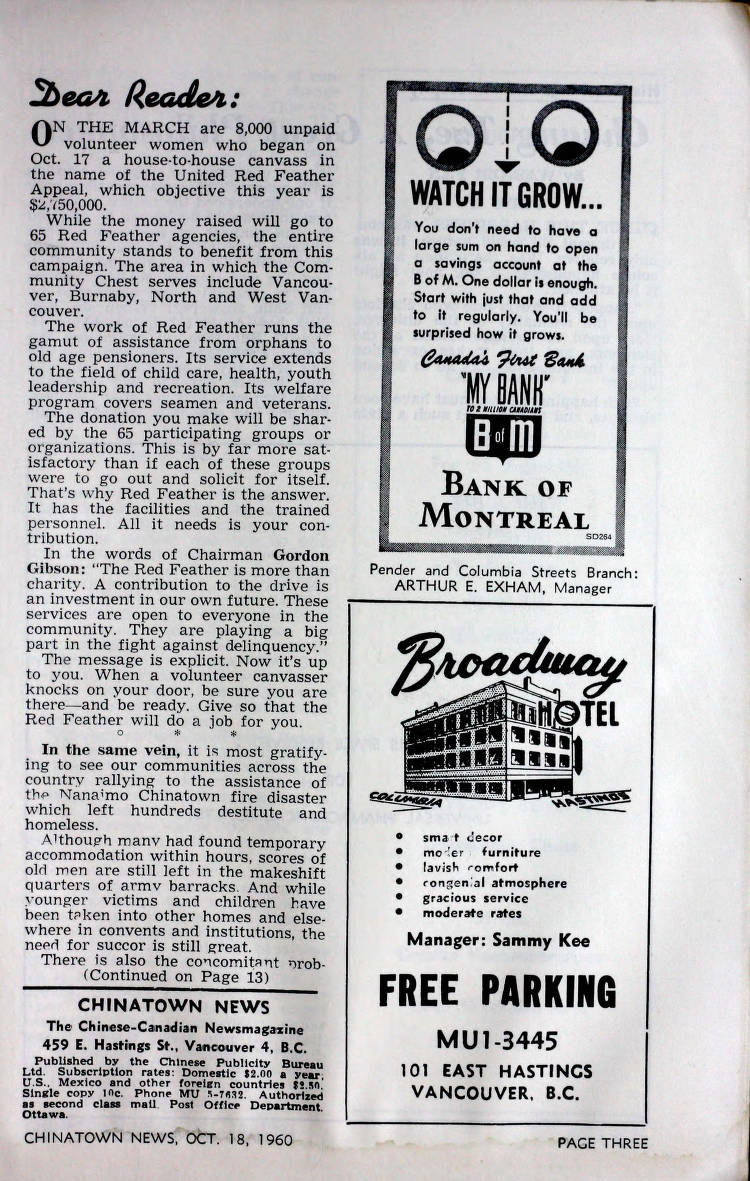 Dear Reader:
ON THE MARCH are 8,000 unpaid
volunteer women who began on
Oct. 17 a house-to-house canvass in
the name of the United Red Feather
Appeal, which objective this year is
$2,750,000.
While the money raised will go to
65 Red Feather agencies, the entire
community stands to benefit from this
campaign. The area in which the Com-
munity Chest serves include Vancou-
ver, Burnaby, North and West Van-
couver.
The work of Red Feather runs the
gamut of assistance from orphans to
old age pensioners. Its service extends
to the field of child care, health, youth
leadership and recreation. Its welfare
program covers seamen and veterans.
The donation you make will be shar-
ed by the 65 participating groups or
organizations. This is by far more sat-
isfactory than if each of these groups
were to go out and solicit for itself.
That's why Red Feather is the answer.
It has the facilities and the trained
personnel. All it needs is your con-
tribution.
In the words of Chairman Gordon
Gibson: "The Red Feather is more than
charity. A contribution to the drive is
an investment in our own future. These
services are open to everyone in the
community. They are playing a big
part in the fight against delinquency."
The message is explicit. Now it's up
to you. When a volunteer canvasser
knocks on your door, be sure you are
there—and be ready. Give so that the
Red Feather will do a job for you.
° * *
In the same vein, it is most gratify-
ing to see our communities across the
country rallying to the assistance of
the Nanaimo Chinatown fire disaster
which left hundreds destitute and
homeless.
Although many had found temporary
accommodation within hours, scores of
old men are still left in the makeshift
quarters of army barracks. And while
younger victims and children have
been taken into other homes and else-
where in convents and institutions, the
need for succor is still great.
There is also the concomitant prob-
(Continued on Page 13)
CHINATOWN NEWS
The Chinese-Canadian Newsmagazine
459 E. Hastings St., Vancouver 4, B.C.
Published by the Chinese Publicity Bureau
Ltd. Subscription rates: Domestic $2.00 a year;
U.S., Mexico and other foreign countries $2.50.
Single copy 10c. Phone MU 5-7632. Authorized
as second class mail Post Office Department,
Ottawa.
WATCH IT GROW...
You don't need to have a
large sum on hand to open
a savings account at the
B of M. One dollar is enough.
Start with just that and add
to it regularly. You'll be
surprised how it grows.
Canada's First Bank
"MY BANK"
TO 2 MILLION CANADIANS
B of M
BANK OF
MONTREAL
SD264
Pender and Columbia Streets Branch:
ARTHUR E. EXHAM, Manager
Broadway
HOTEL
COLUMBIA HASTINGS
• smart decor
• moder furniture
• lavish comfort
• congenial atmosphere
• gracious service
• moderate rates
Manager: Sammy Kee
FREE PARKING
MU1-3445
101 EAST HASTINGS
VANCOUVER, B.C.
CHINATOWN NEWS, OCT. 18, 1960
PAGE THREE